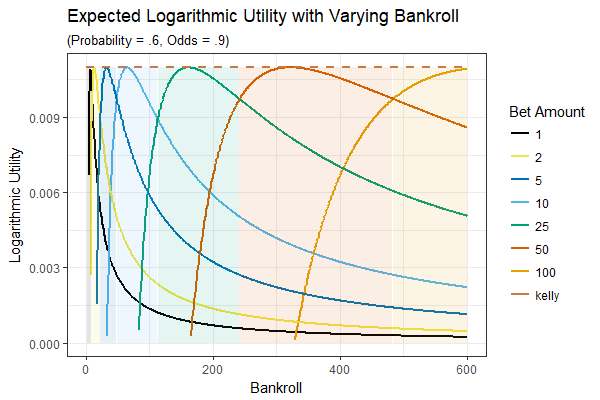 Expected Logarithmic Utility with Varying Bankroll
(Probability = .6, Odds = .9)
Logarithmic Utility
0.009
0.006
0.003
0.000
0
200
400
600
Bankroll
Bet Amount
1
2
5
10
25
50
100
kelly